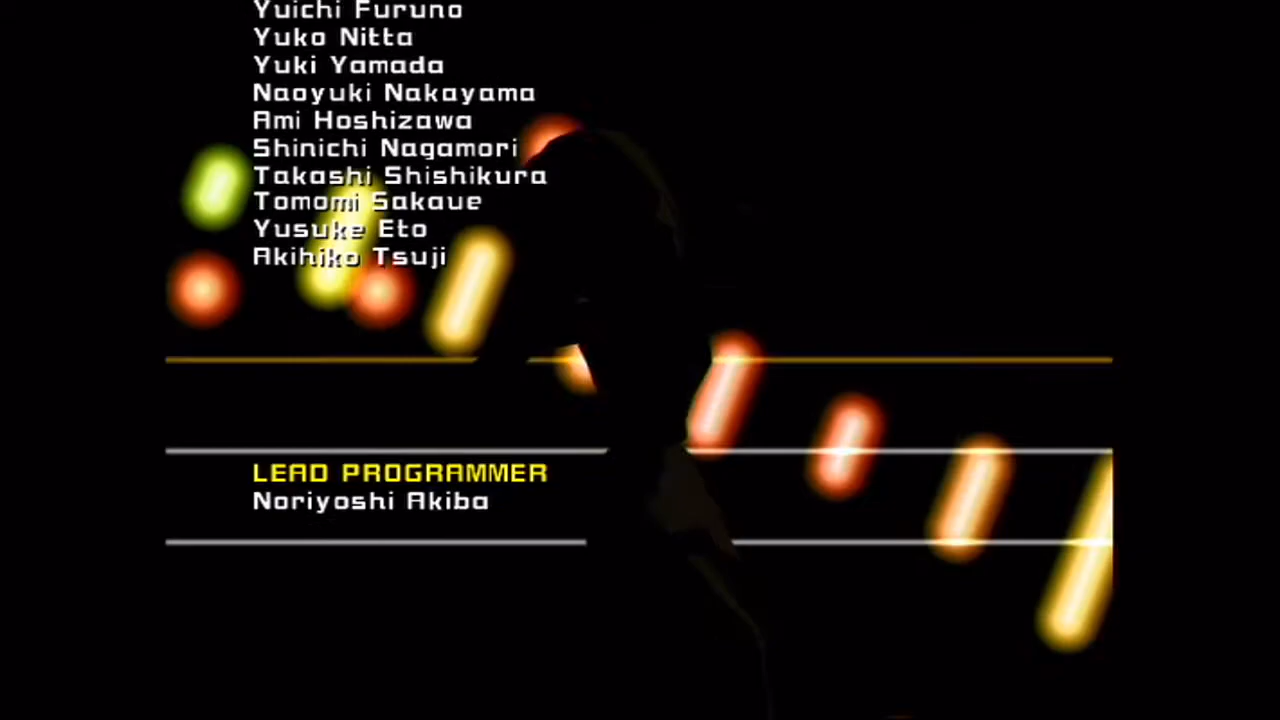 Yuichi Furuno
Yuko Nitta
Yuki Yamada
Naoyuki Nakayama
Ami Hoshizawa
Shinichi Nagamori
Takashi Shishikura
Tomomi Sakaue
Yusuke Eto
Akihiko Tsuji
LEAD PROGRAMMER
Noriyoshi Akiba